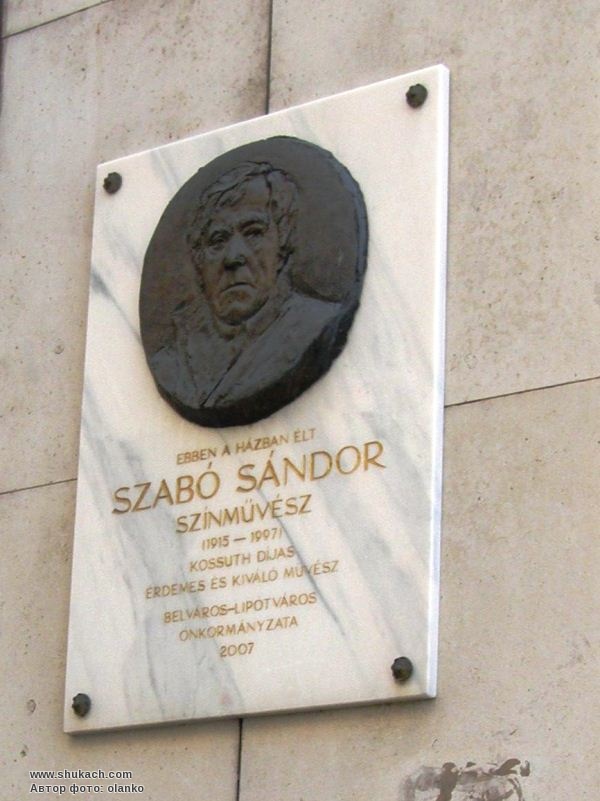 EBBEN A HÁZBAN ÉLT
SZABÓ SÁNDOR
SZÍNMŰVÉSZ
(1915 – 1997)
KOSSUTH DÍJAS
ÉRDEMES ÉS KIVÁLÓ MŰVÉSZ
BELVÁROS-LIPÓTVÁROS
ÖNKORMÁNYZATA
2007
www.shukach.com
Автор фото: olanko